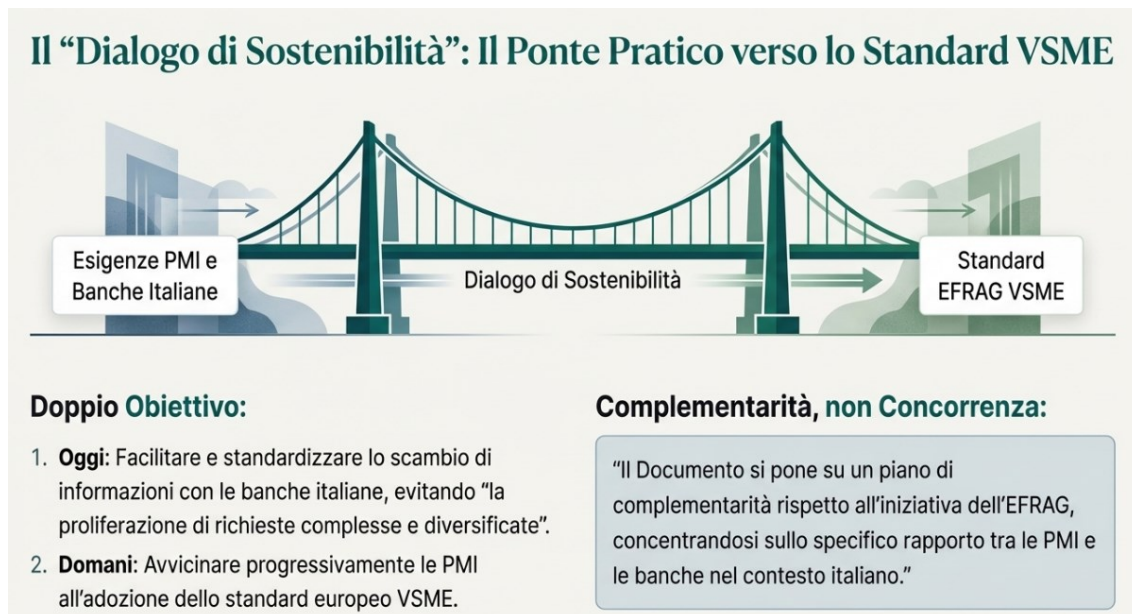 Il “Dialogo di Sostenibilità”: Il Ponte Pratico verso lo Standard VSME
Esigenze PMI e
Banche Italiane
Dialogo di Sostenibilità
Standard
EFRAG VSME
Doppio Obiettivo:
1. Oggi: Facilitare e standardizzare lo scambio di
informazioni con le banche italiane, evitando “la
proliferazione di richieste complesse e diversificate”.
2. Domani: Avvicinare progressivamente le PMI
all’adozione dello standard europeo VSME.
Complementarità, non Concorrenza:
“Il Documento si pone su un piano di
complementarità rispetto all’iniziativa dell’EFRAG,
concentrandosi sullo specifico rapporto tra le PMI e
le banche nel contesto italiano.”